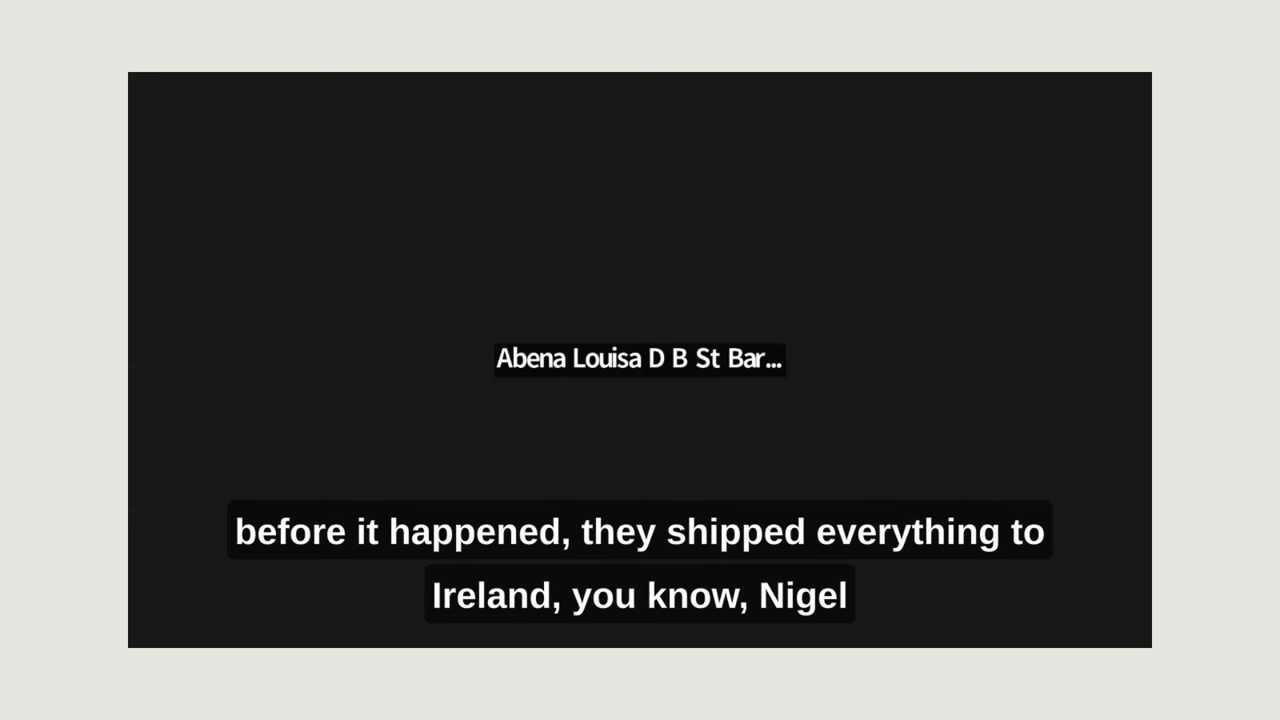 Abena Louisa D B St Bar...
before it happened, they shipped everything to
Ireland, you know, Nigel